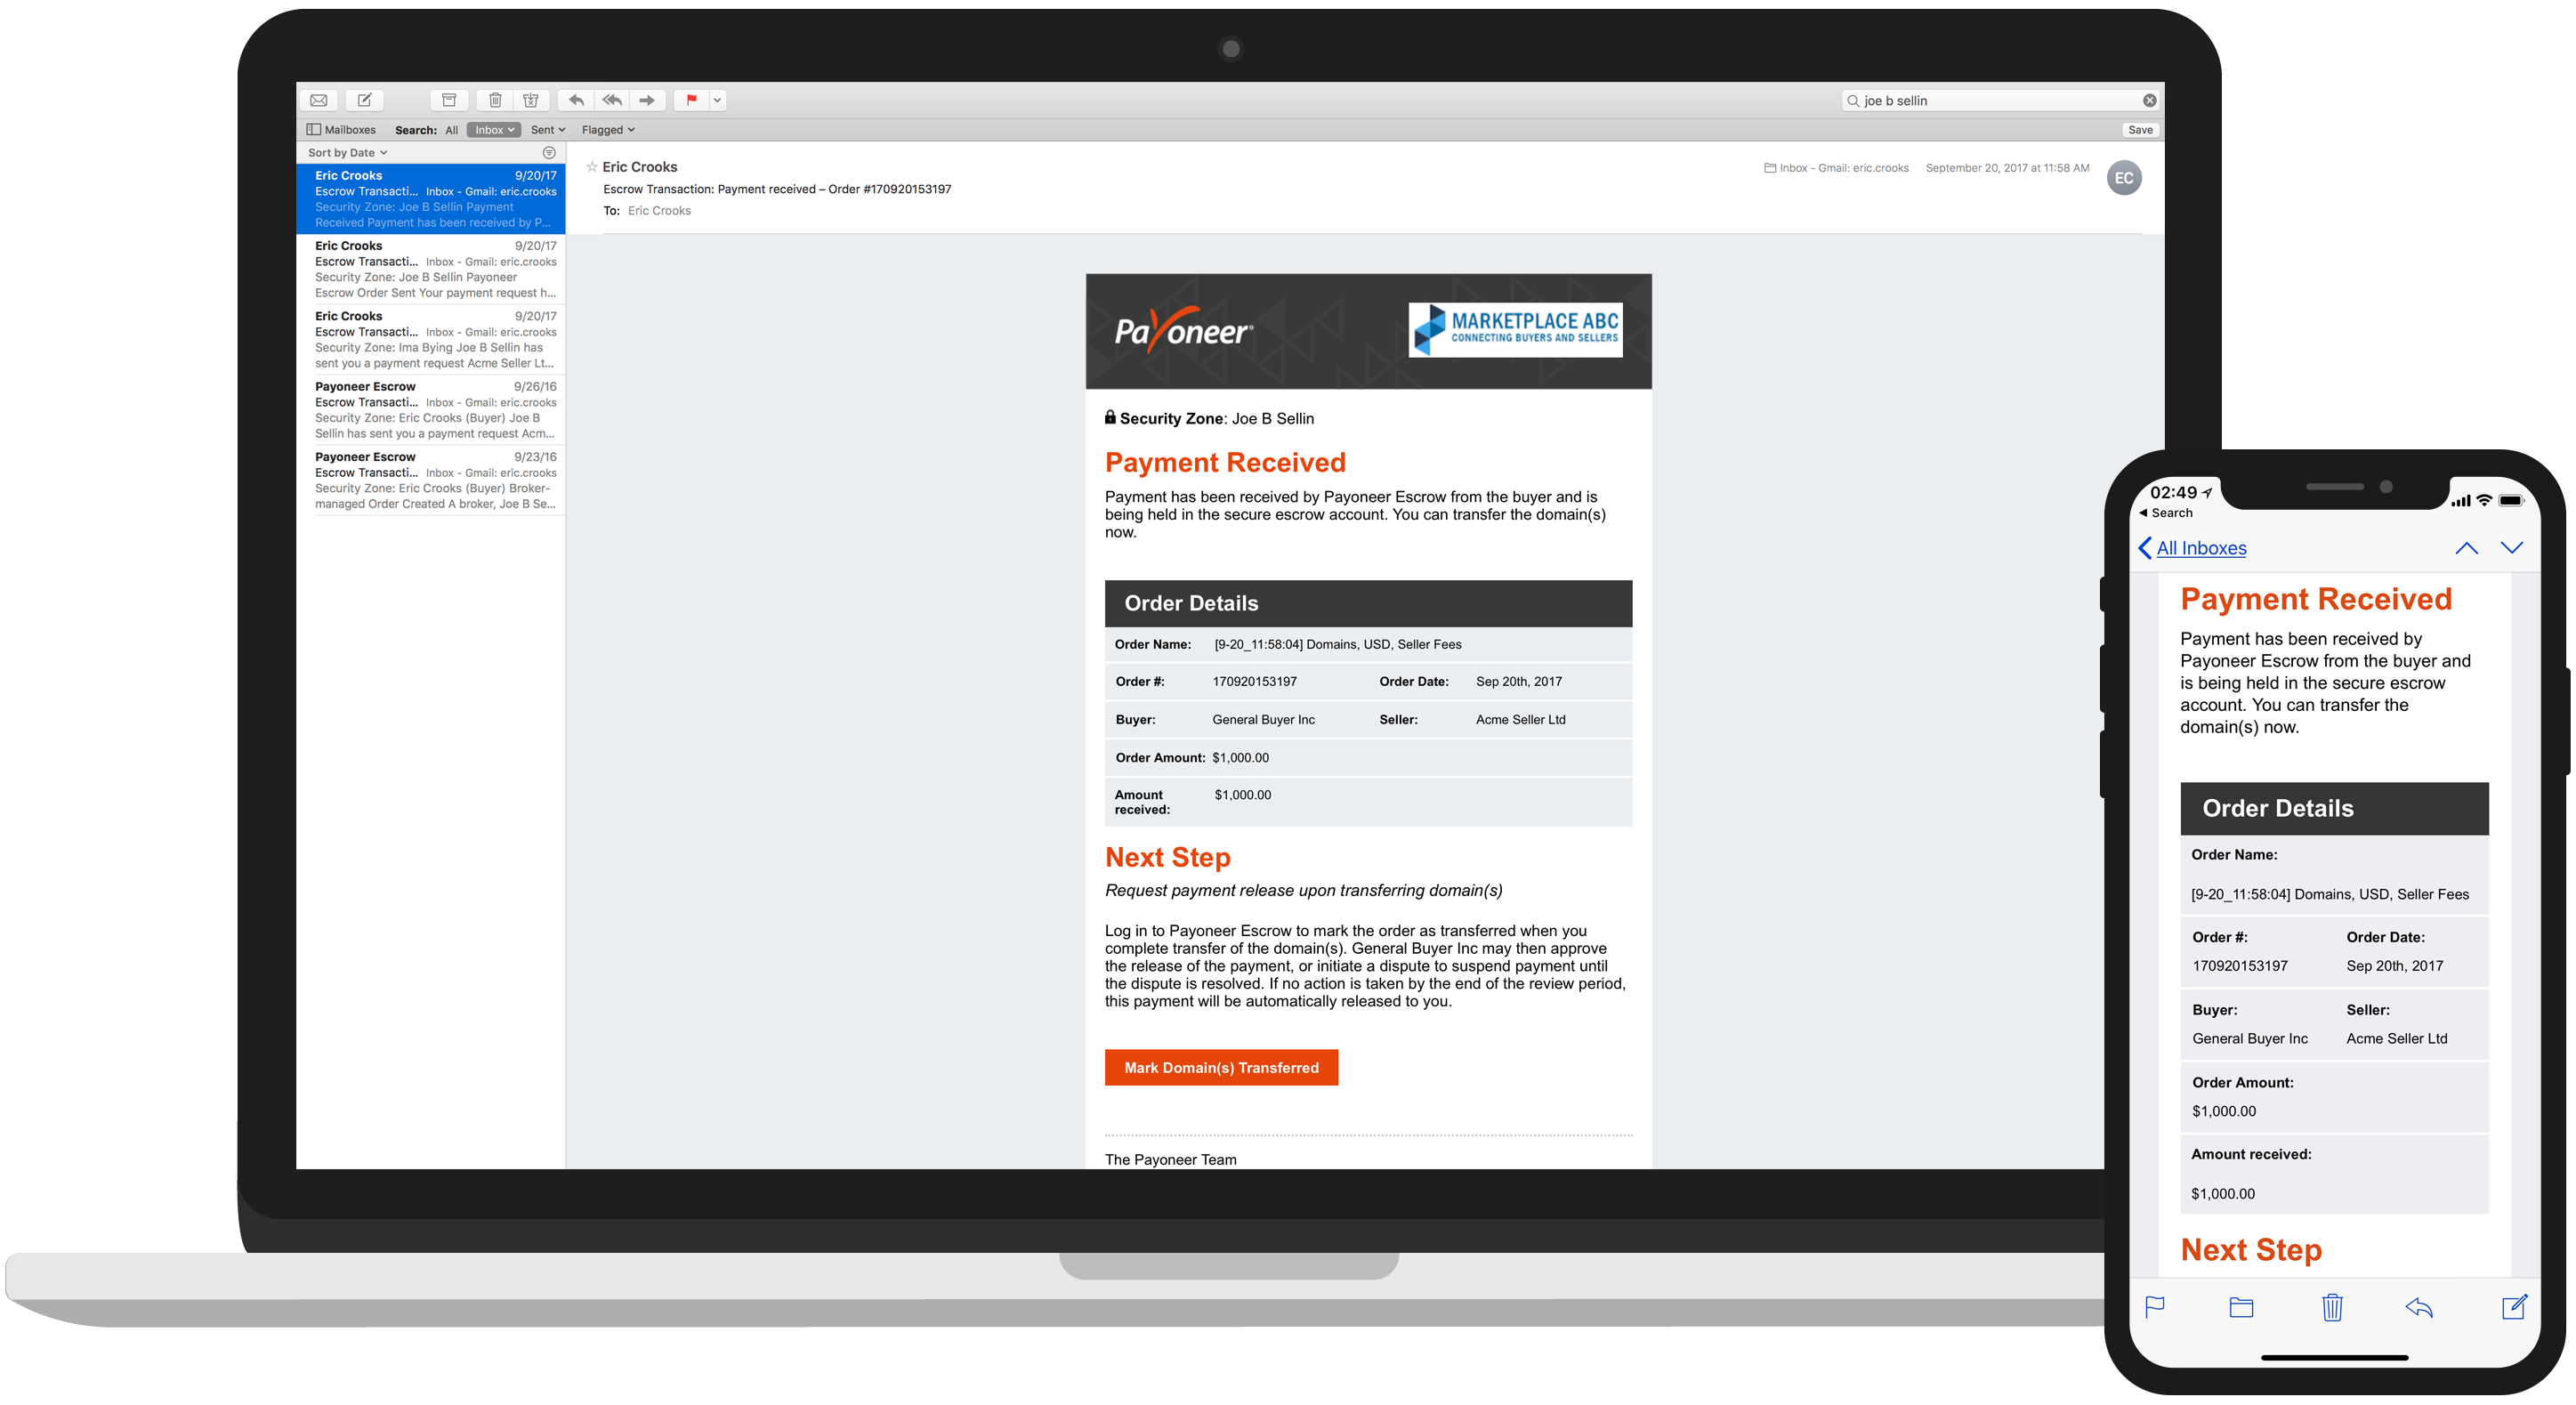 joe b sellin
Mailboxes Search: All Inbox Sent Flagged Save
Sort by Date
Eric Crooks 9/20/17
Escrow Transacti... Inbox - Gmail: eric.crooks
Security Zone: Joe B Sellin Payment
Received Payment has been received by P...
Eric Crooks 9/20/17
Escrow Transacti... Inbox - Gmail: eric.crooks
Security Zone: Joe B Sellin Payoneer
Escrow Order Sent Your payment request h...
Eric Crooks 9/20/17
Escrow Transacti... Inbox - Gmail: eric.crooks
Security Zone: Ima Bying Joe B Sellin has
sent you a payment request Acme Seller Lt...
Payoneer Escrow 9/26/16
Escrow Transacti... Inbox - Gmail: eric.crooks
Security Zone: Eric Crooks (Buyer) Joe B
Sellin has sent you a payment request Acm...
Payoneer Escrow 9/23/16
Escrow Transacti... Inbox - Gmail: eric.crooks
Security Zone: Eric Crooks (Buyer) Broker-
managed Order Created A broker, Joe B Se...
Eric Crooks Inbox - Gmail: eric.crooks September 20, 2017 at 11:58 AM EC
Escrow Transaction: Payment received – Order #170920153197
To: Eric Crooks
Payoneer®
MARKETPLACE ABC
CONNECTING BUYERS AND SELLERS
Security Zone: Joe B Sellin
Payment Received
Payment has been received by Payoneer Escrow from the buyer and is
being held in the secure escrow account. You can transfer the domain(s)
now.
Order Details
Order Name: [9-20_11:58:04] Domains, USD, Seller Fees
Order #: 170920153197 Order Date: Sep 20th, 2017
Buyer: General Buyer Inc Seller: Acme Seller Ltd
Order Amount: $1,000.00
Amount $1,000.00
received:
Next Step
Request payment release upon transferring domain(s)
Log in to Payoneer Escrow to mark the order as transferred when you
complete transfer of the domain(s). General Buyer Inc may then approve
the release of the payment, or initiate a dispute to suspend payment until
the dispute is resolved. If no action is taken by the end of the review period,
this payment will be automatically released to you.
Mark Domain(s) Transferred
The Payoneer Team
02:49
Search
All Inboxes
Payment Received
Payment has been received by
Payoneer Escrow from the buyer and
is being held in the secure escrow
account. You can transfer the
domain(s) now.
Order Details
Order Name:
[9-20_11:58:04] Domains, USD, Seller Fees
Order #: Order Date:
170920153197 Sep 20th, 2017
Buyer: Seller:
General Buyer Inc Acme Seller Ltd
Order Amount:
$1,000.00
Amount received:
$1,000.00
Next Step